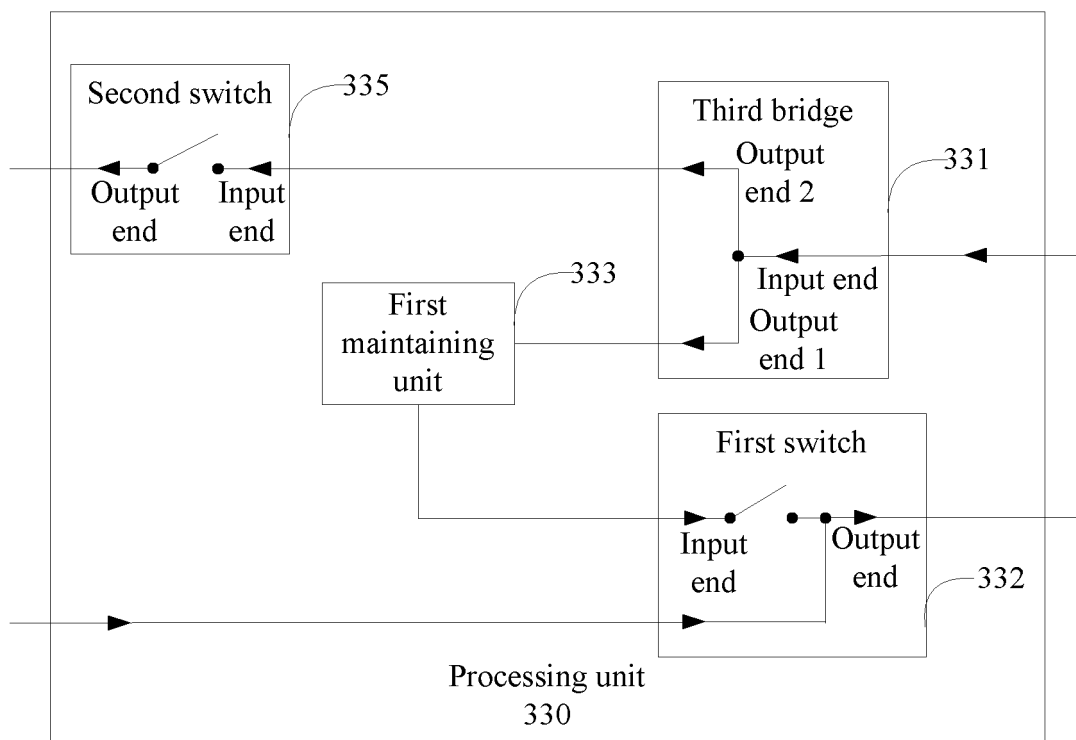 Second switch
335
Output
end
Input
end
Third bridge
Output
end 2
331
Input end
Output
end 1
First
maintaining
unit
333
First switch
Input
end
Output
end
332
Processing unit
330